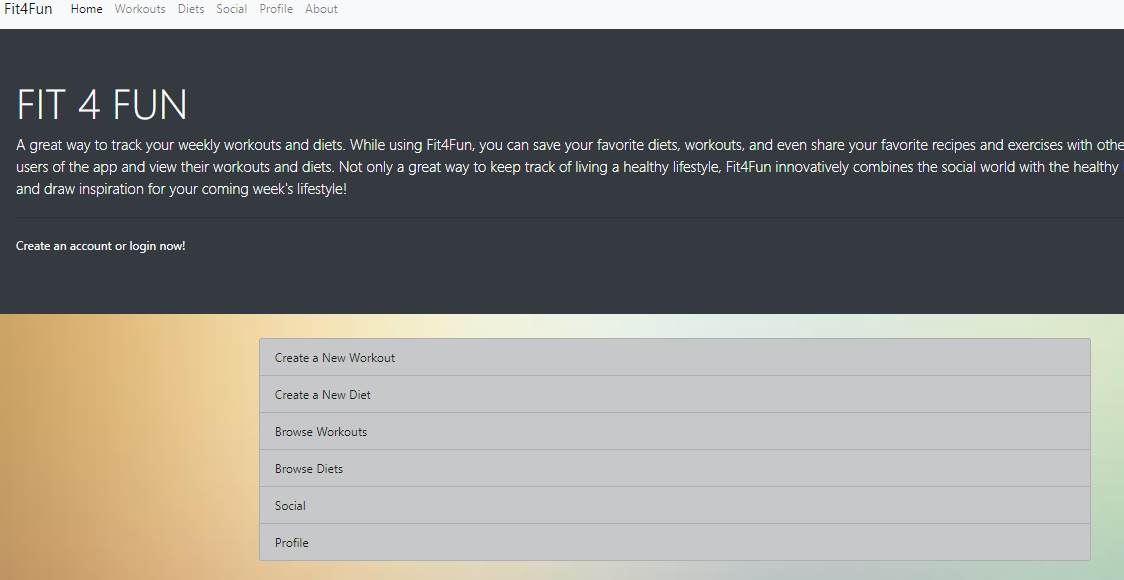 Fit4Fun Home Workouts Diets Social Profile About
FIT 4 FUN
A great way to track your weekly workouts and diets. While using Fit4Fun, you can save your favorite diets, workouts, and even share your favorite recipes and exercises with othe
users of the app and view their workouts and diets. Not only a great way to keep track of living a healthy lifestyle, Fit4Fun innovatively combines the social world with the healthy
and draw inspiration for your coming week's lifestyle!
Create an account or login now!
Create a New Workout
Create a New Diet
Browse Workouts
Browse Diets
Social
Profile